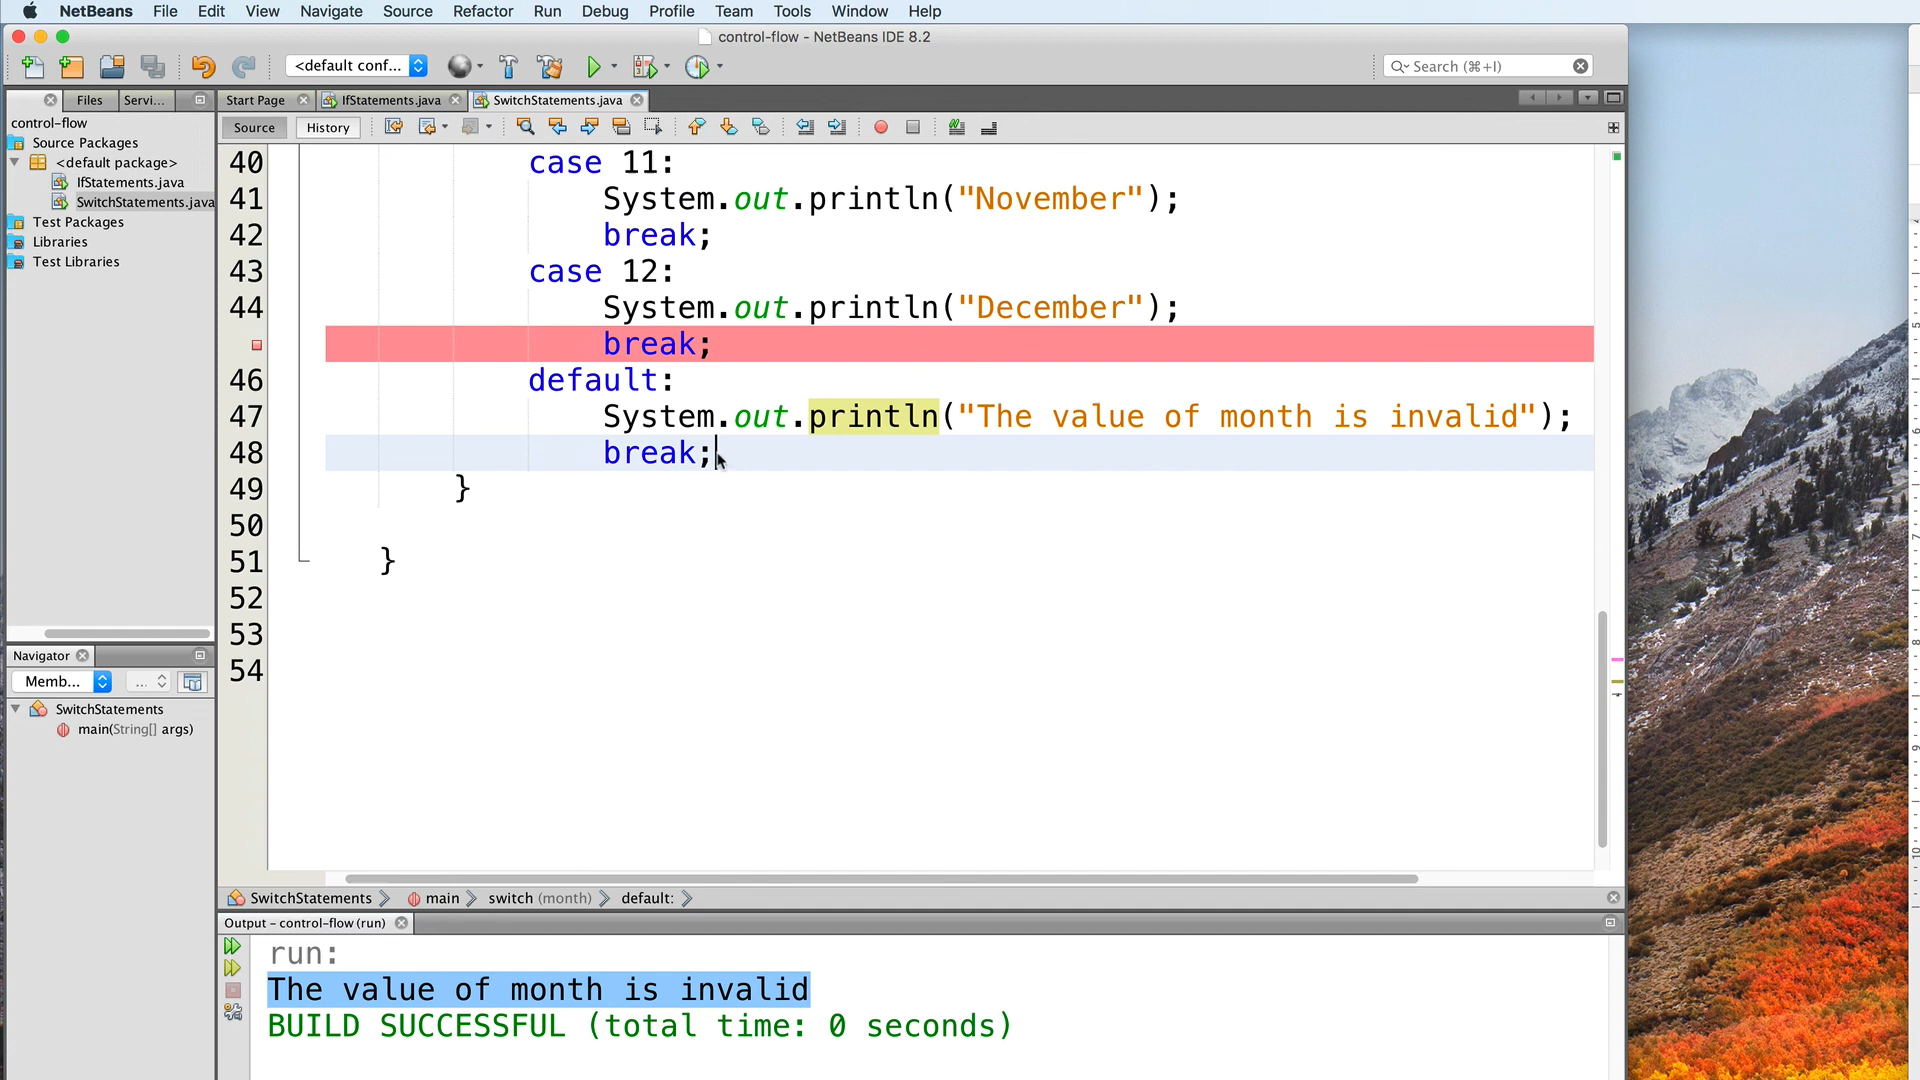 NetBeans File Edit View Navigate Source Refactor Run Debug Profile Team Tools Window Help
control-flow - NetBeans IDE 8.2
<default conf...
Search (⌘+I)
Files Servi...
Start Page IfStatements.java SwitchStatements.java
Source History
control-flow
Source Packages
<default package>
IfStatements.java
SwitchStatements.java
Test Packages
Libraries
Test Libraries
40 case 11:
41 System.out.println("November");
42 break;
43 case 12:
44 System.out.println("December");
break;
46 default:
47 System.out.println("The value of month is invalid");
48 break;
49 }
50
51 }
52
53
54
Navigator
Memb... ...
SwitchStatements
main(String[] args)
SwitchStatements main switch (month) default:
Output - control-flow (run)
run:
The value of month is invalid
BUILD SUCCESSFUL (total time: 0 seconds)